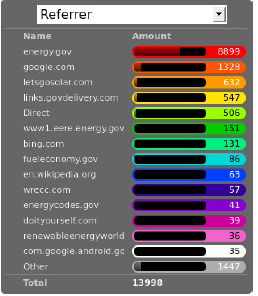 Referrer
Name Amount
energy.gov 8899
google.com 1328
letsgosolar.com 632
links.govdelivery.com 547
Direct 506
www1.eere.energy.gov 151
bing.com 131
fueleconomy.gov 86
en.wikipedia.org 63
wrecc.com 57
energycodes.gov 41
doityourself.com 39
renewableenergyworld 36
com.google.android.go 35
Other 1447
Total 13998